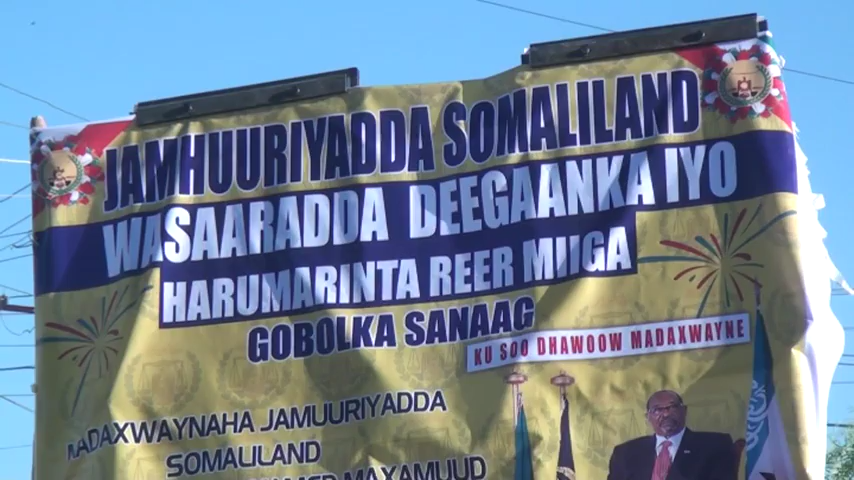 JAMHUURIYADDA SOMALILAND
WASAARADDA DEEGAANKA IYO
HARUMARINTA REER MIIGA
GOBOLKA SANAAG
KU SOO DHAWOOW MADAXWAYNE
MADAXWAYNAHA JAMUURIYADDA
SOMALILAND
MAXAMUUD